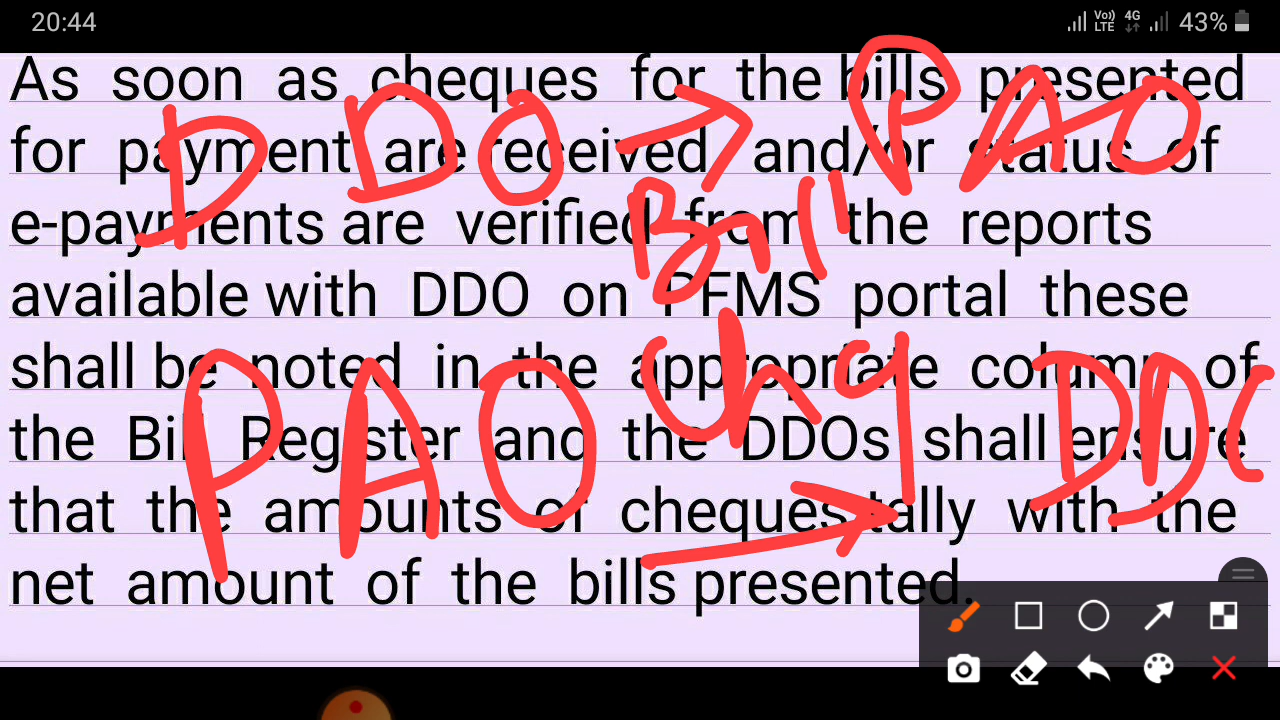 20:44 Vo) LTE 4G 43%
As soon as cheques for the bills presented
for payment are received and/or status of
e-payments are verified from the reports
available with DDO on PFMS portal these
shall be noted in the appropriate column of
the Bill Register and the DDOs shall ensure
that the amounts of cheques tally with the
net amount of the bills presented.
DDO → PAO
Bill
PAO Chq DDO